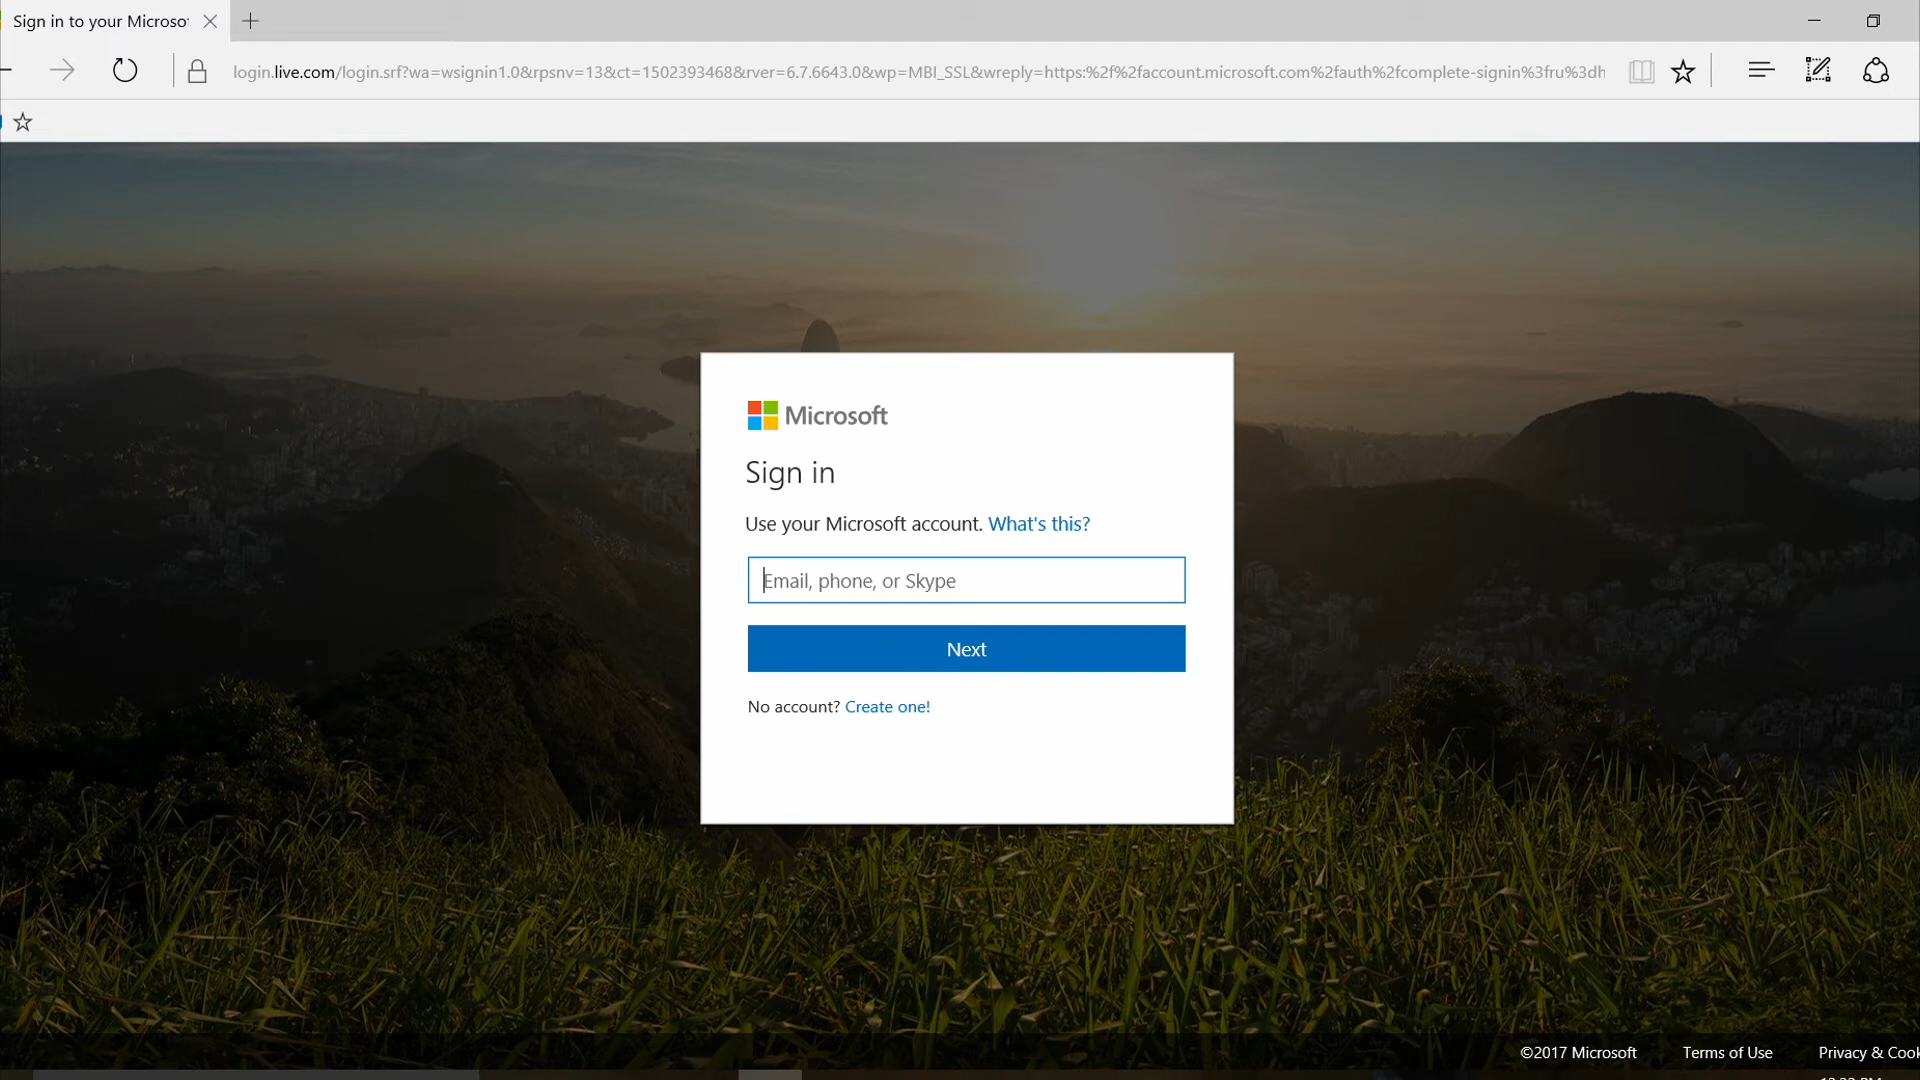 Sign in to your Microso
login.live.com/login.srf?wa=wsignin1.0&rpsnv=13&ct=1502393468&rver=6.7.6643.0&wp=MBI_SSL&wreply=https:%2f%2faccount.microsoft.com%2fauth%2fcomplete-signin%3fru%3dh
Microsoft
Sign in
Use your Microsoft account. What's this?
Email, phone, or Skype
Next
No account? Create one!
©2017 Microsoft Terms of Use Privacy & Cook